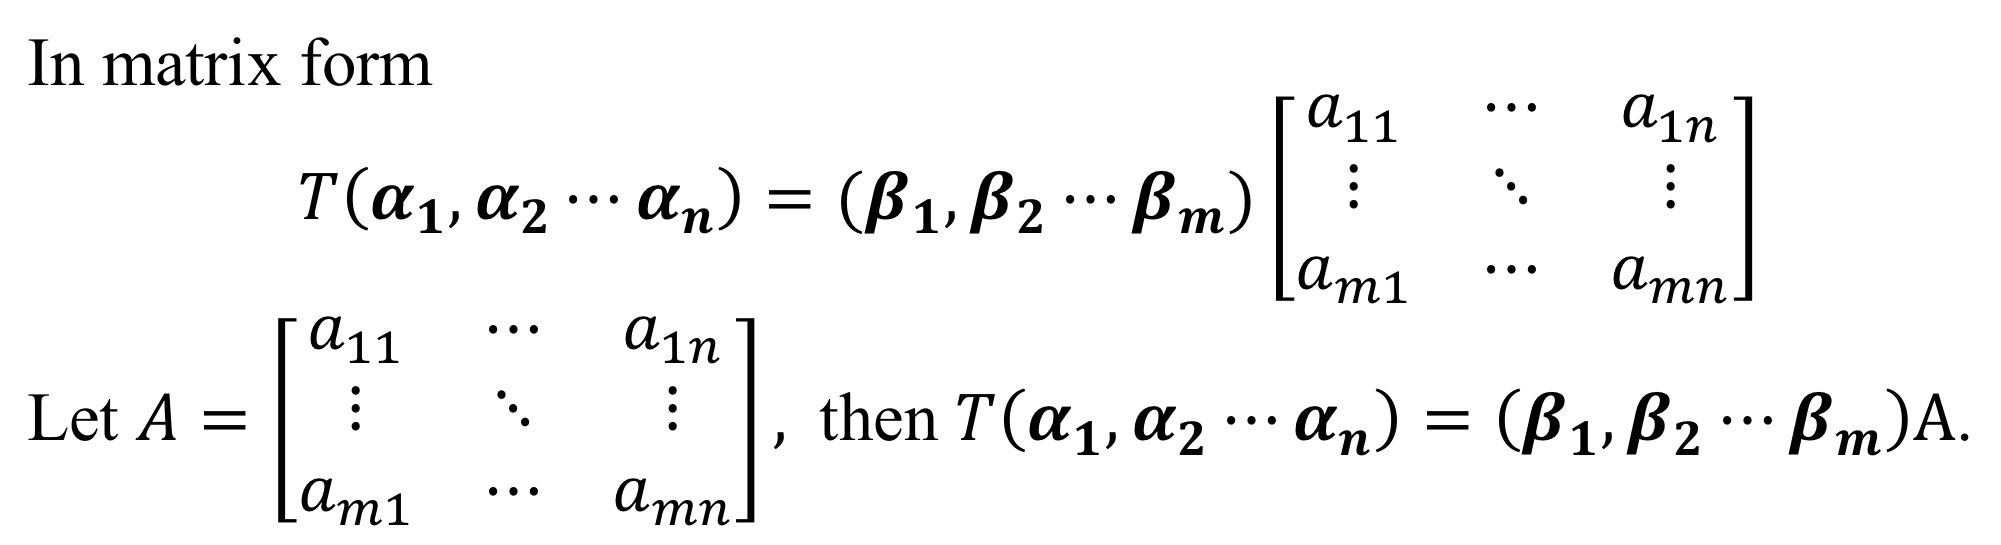 In matrix form
T(α₁, α₂ ⋯ αₙ) = (β₁, β₂ ⋯ βₘ) [a₁₁ ⋯ a₁ₙ
⋮ ⋱ ⋮
aₘ₁ ⋯ aₘₙ]
Let A = [a₁₁ ⋯ a₁ₙ
⋮ ⋱ ⋮
aₘ₁ ⋯ aₘₙ], then T(α₁, α₂ ⋯ αₙ) = (β₁, β₂ ⋯ βₘ)A.